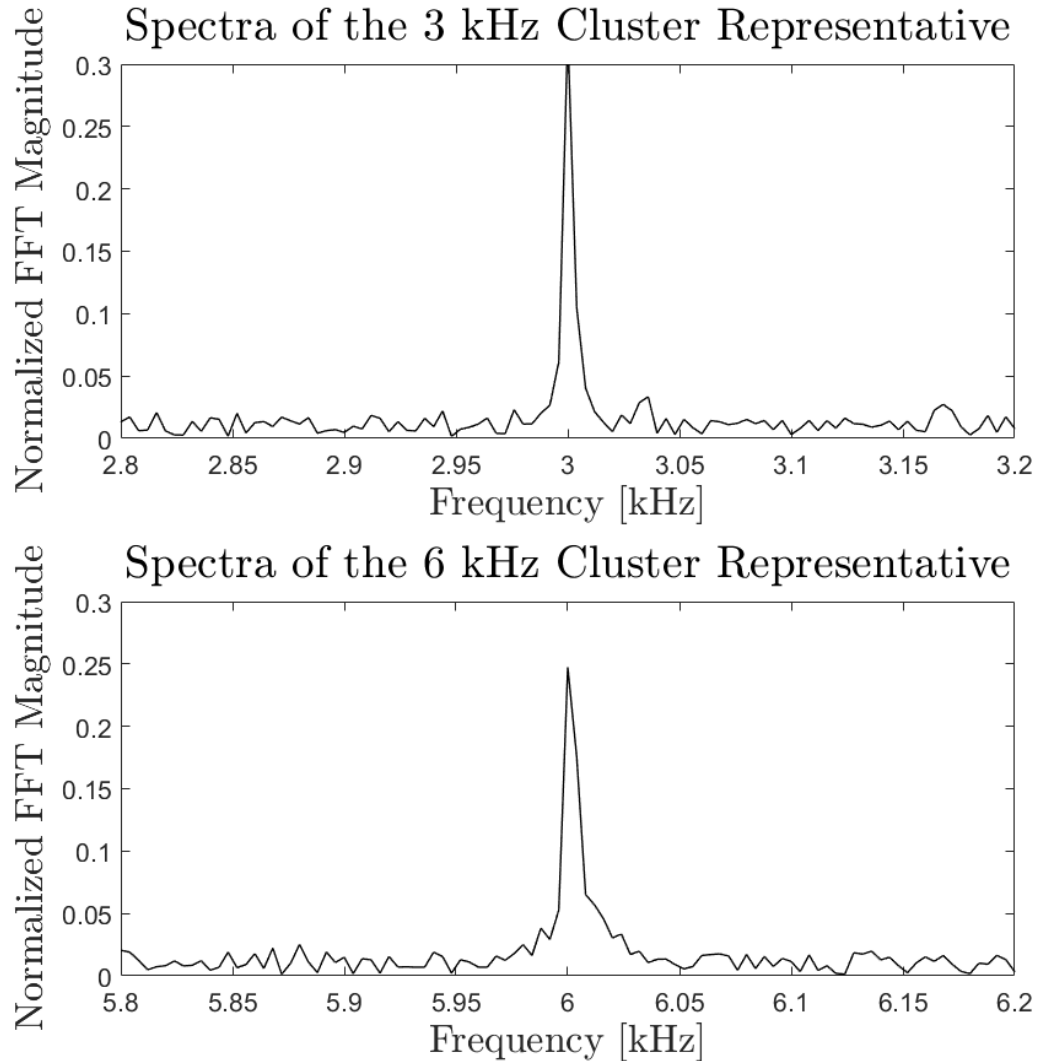 Spectra of the 3 kHz Cluster Representative
Normalized FFT Magnitude
0.3
0.25
0.2
0.15
0.1
0.05
0
2.8 2.85 2.9 2.95 3 3.05 3.1 3.15 3.2
Frequency [kHz]
Spectra of the 6 kHz Cluster Representative
Normalized FFT Magnitude
0.3
0.25
0.2
0.15
0.1
0.05
0
5.8 5.85 5.9 5.95 6 6.05 6.1 6.15 6.2
Frequency [kHz]